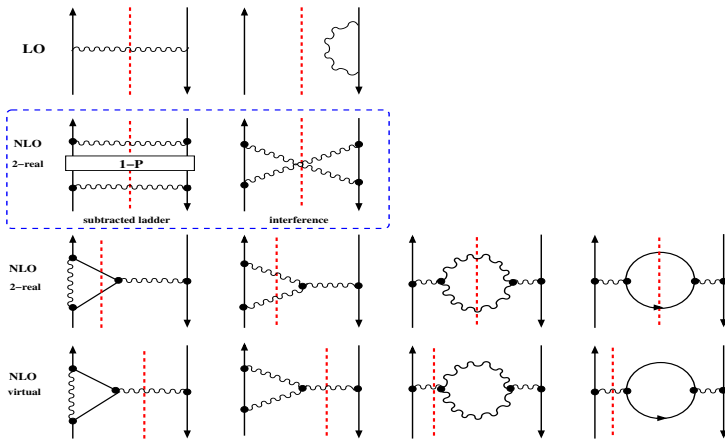 LO
NLO
2-real
1-P
subtracted ladder
interference
NLO
2-real
NLO
virtual